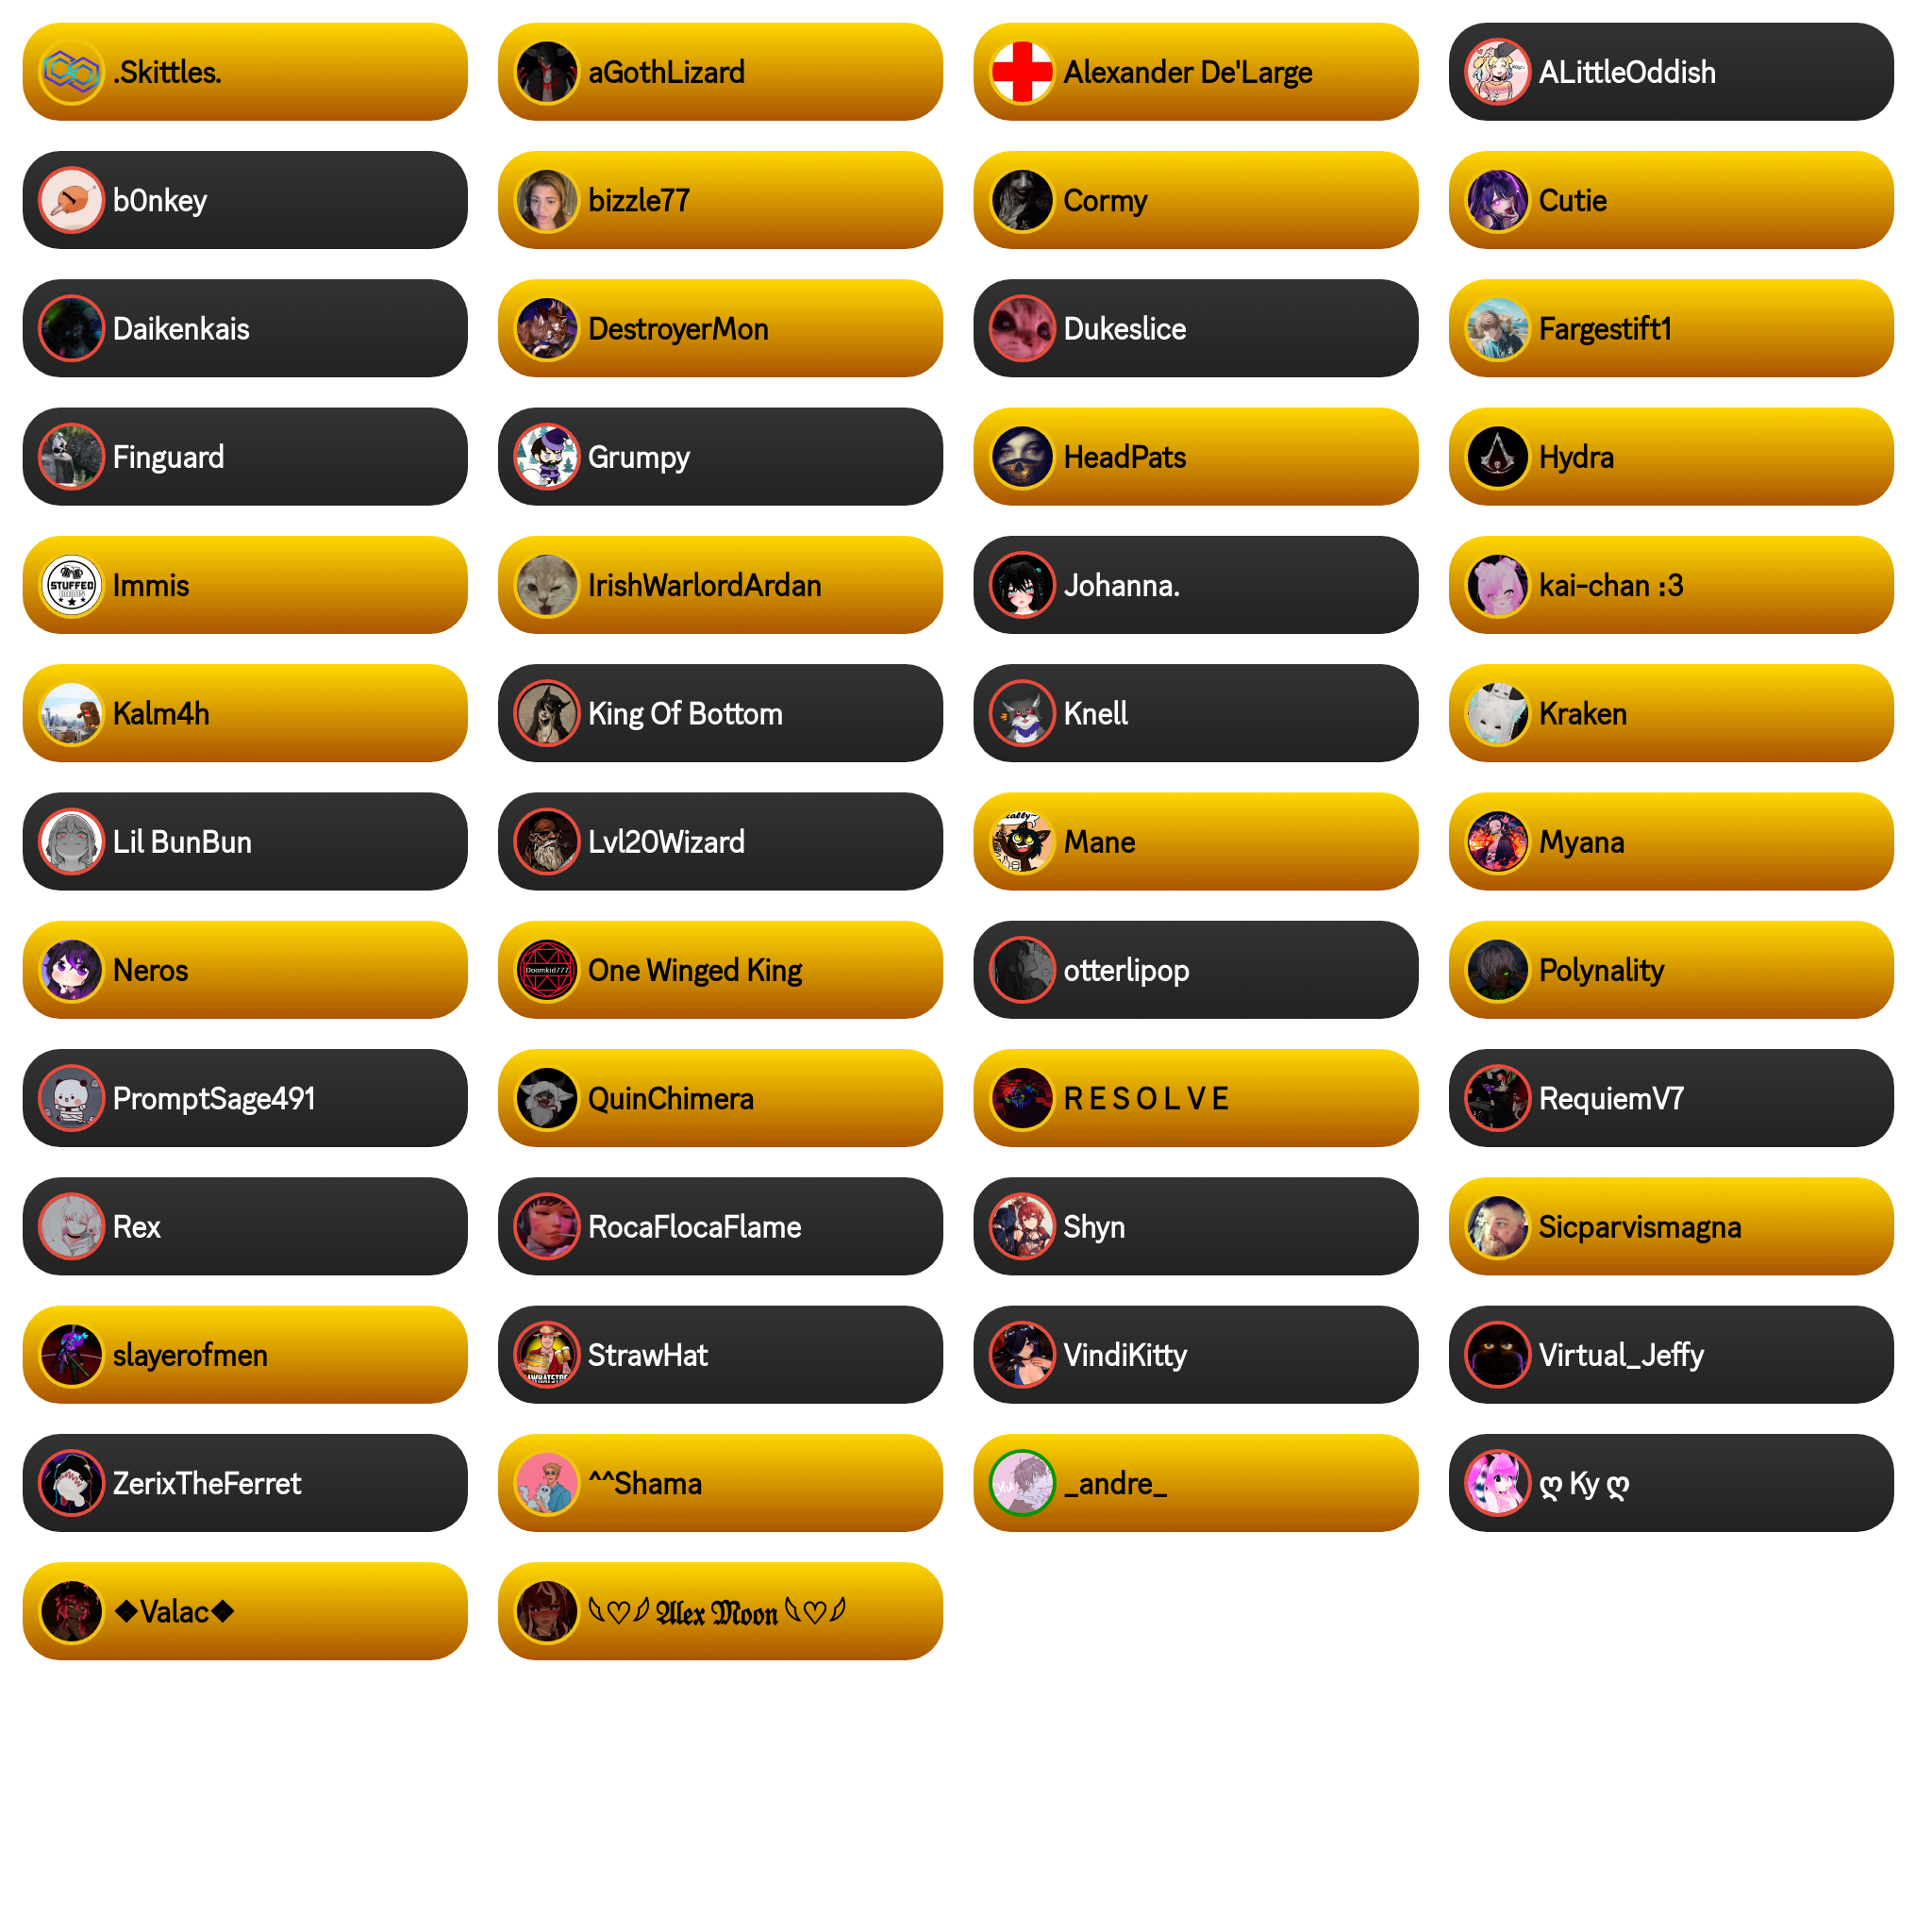 .Skittles.
aGothLizard
Alexander De'Large
ALittleOddish
b0nkey
bizzle77
Cormy
Cutie
Daikenkais
DestroyerMon
Dukeslice
Fargestift1
Finguard
Grumpy
HeadPats
Hydra
STUFFED
Immis
IrishWarlordArdan
Johanna.
kai-chan :3
Kalm4h
King Of Bottom
Knell
Kraken
Lil BunBun
Lvl20Wizard
Mane
Myana
Neros
Doomkid777
One Winged King
otterlipop
Polynality
PromptSage491
QuinChimera
R E S O L V E
RequiemV7
Rex
RocaFlocaFlame
Shyn
Sicparvismagna
slayerofmen
StrawHat
VindiKitty
Virtual_Jeffy
ZerixTheFerret
^^Shama
_andre_
ღ Ky ღ
❖Valac❖
𓆩♡𓆪 𝕬𝖑𝖊𝖝 𝕸𝖔𝖔𝖓 𓆩♡𓆪